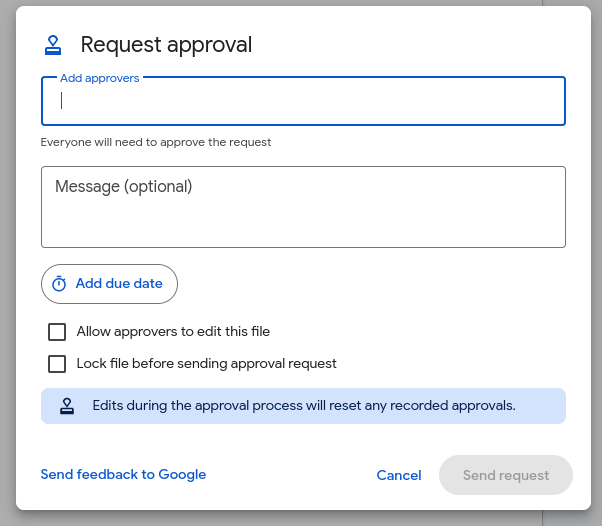 Request approval
Add approvers
Everyone will need to approve the request
Message (optional)
Add due date
Allow approvers to edit this file
Lock file before sending approval request
Edits during the approval process will reset any recorded approvals.
Send feedback to Google
Cancel
Send request